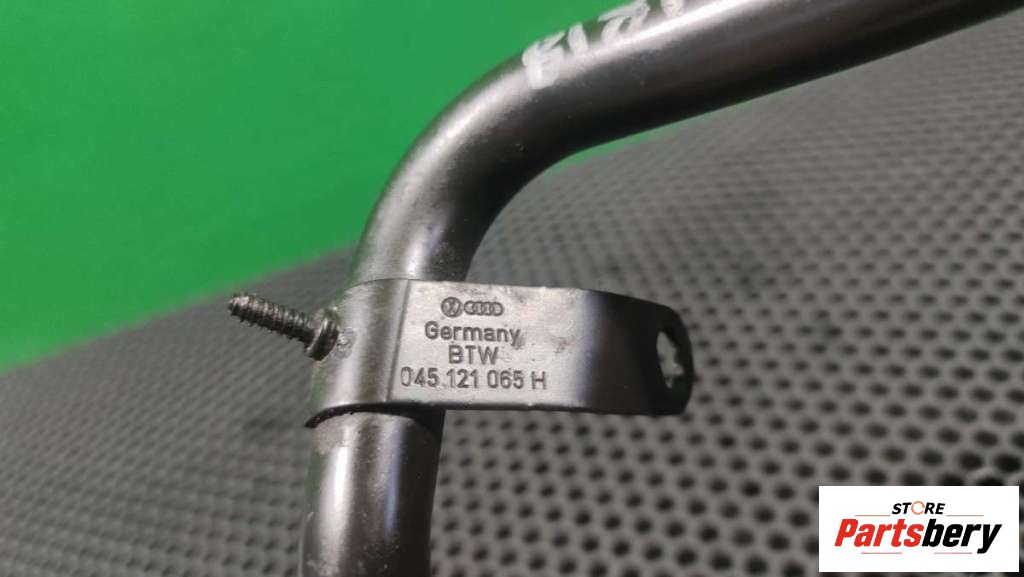 Germany
BTW
045 121 065 H
STORE
Partsbery